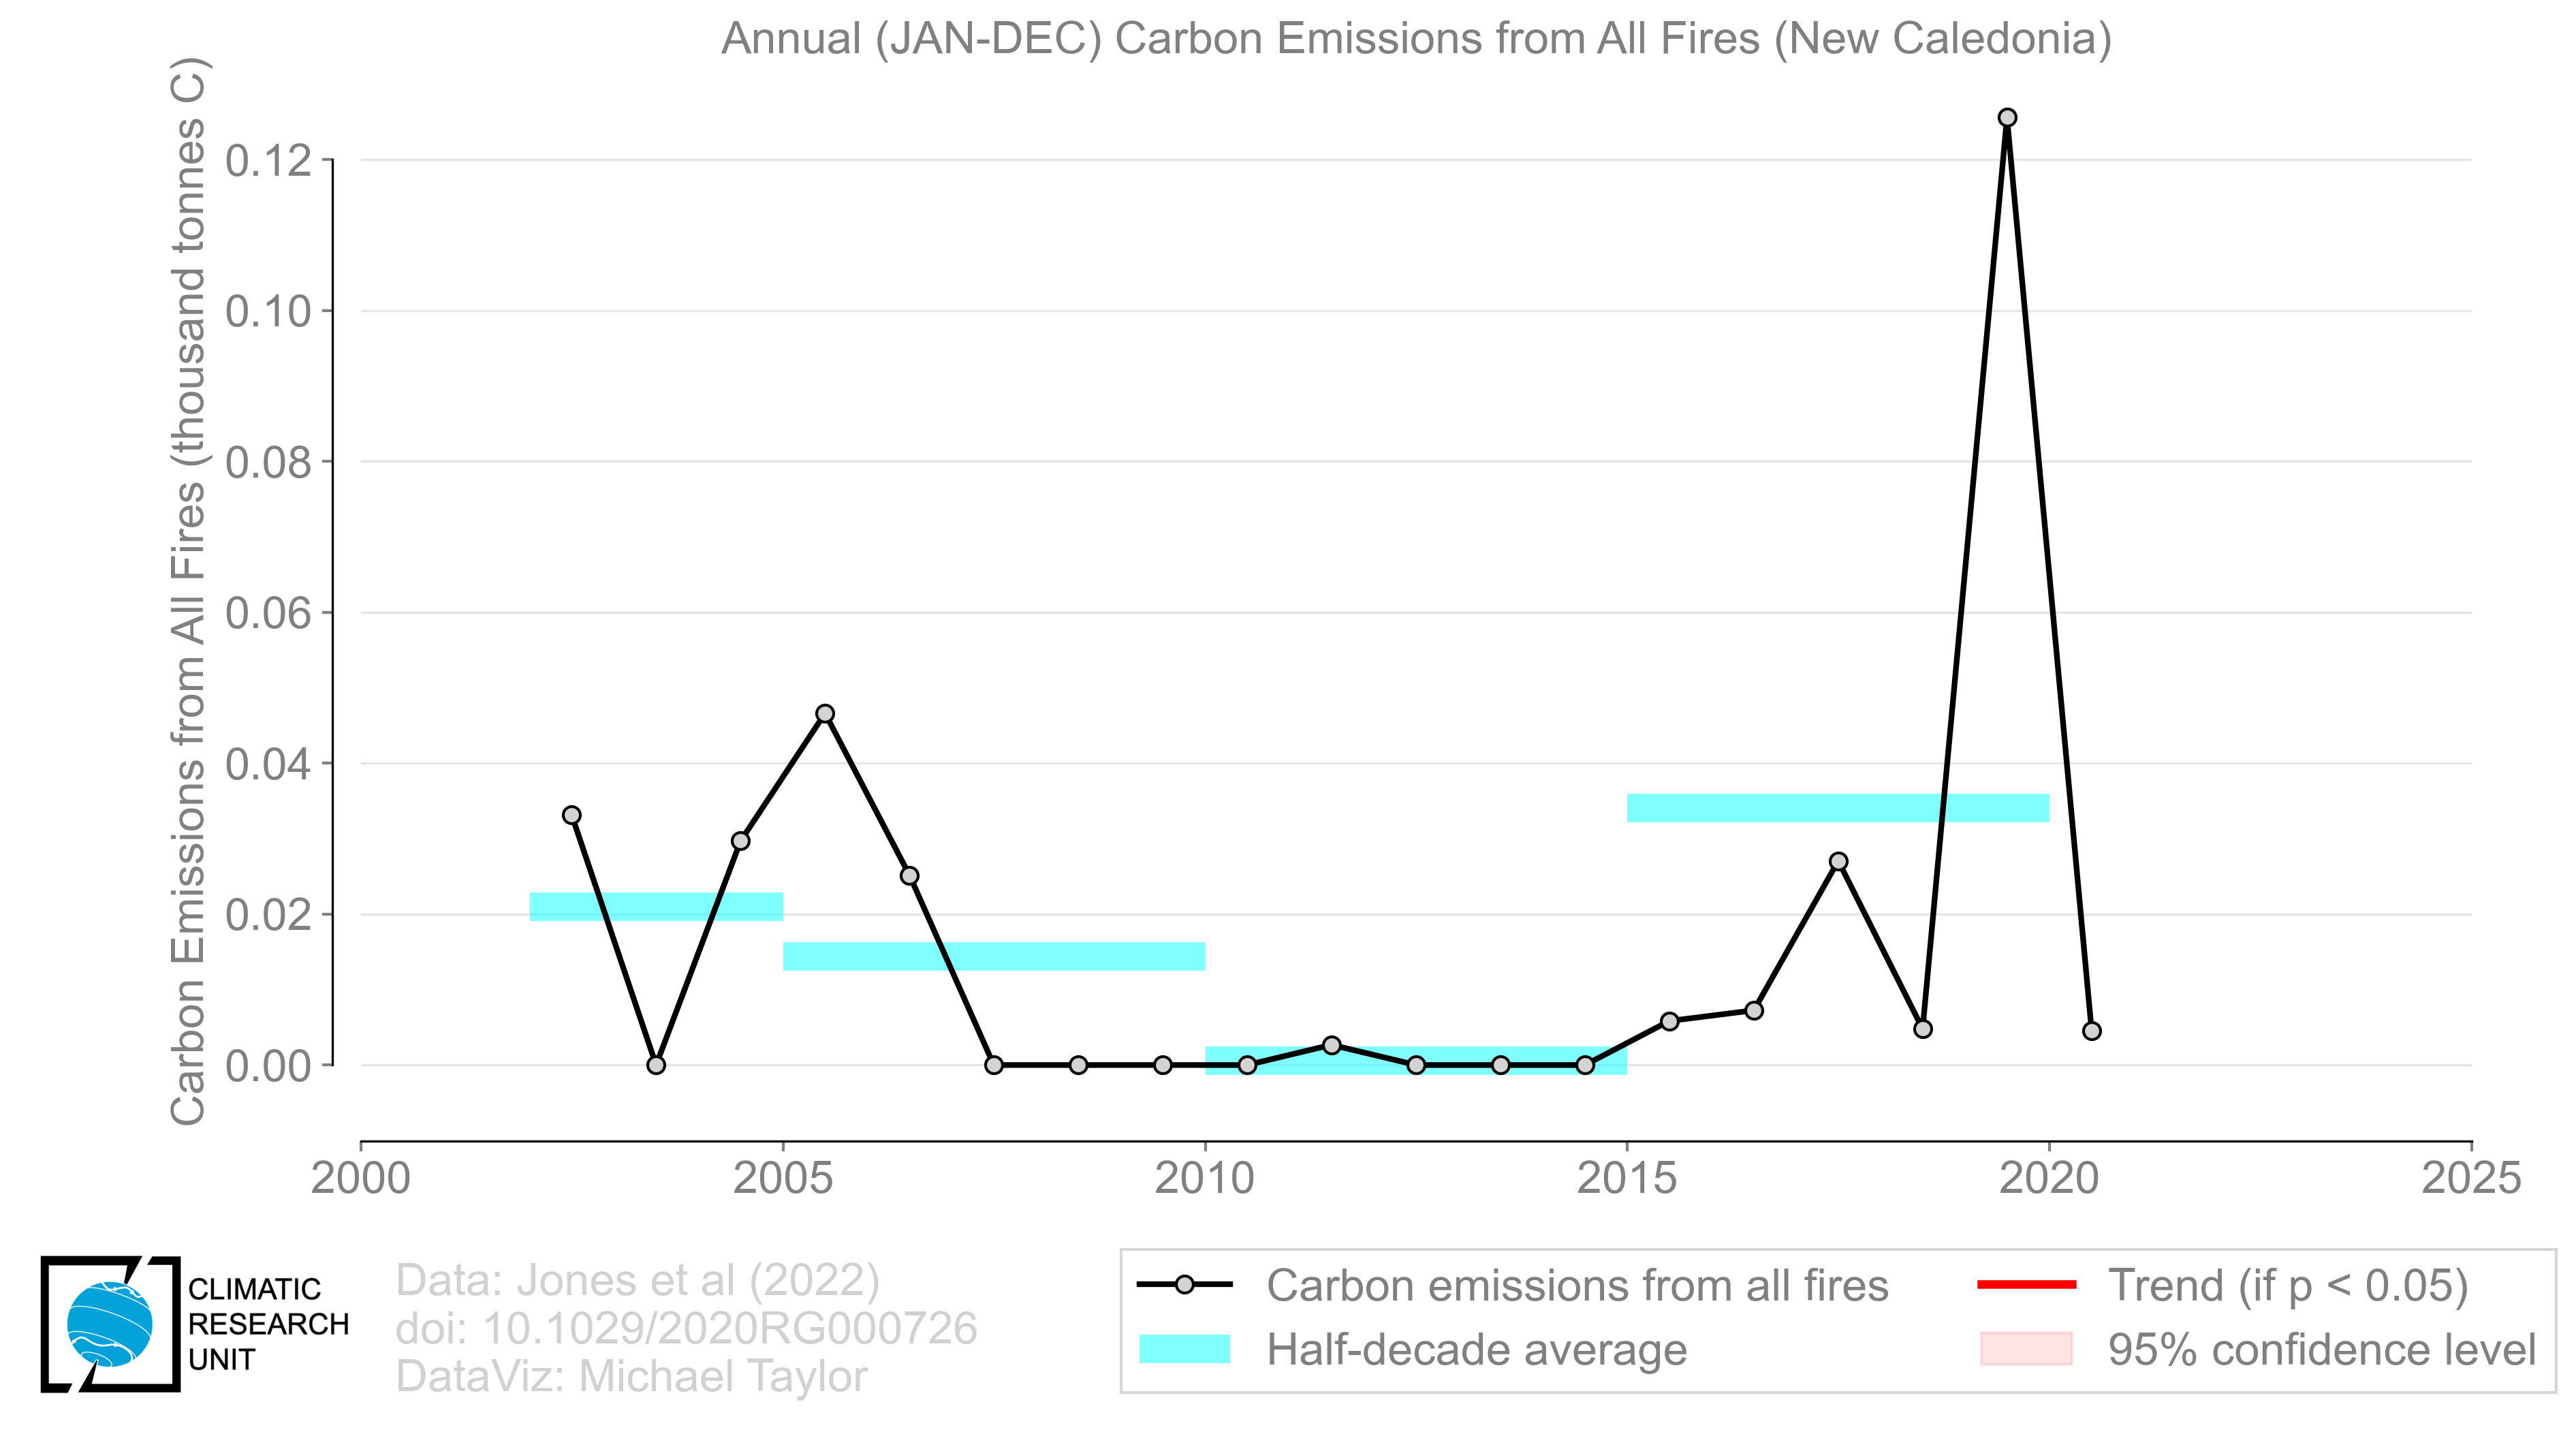 Annual (JAN-DEC) Carbon Emissions from All Fires (New Caledonia)
Carbon Emissions from All Fires (thousand tonnes C)
0.12
0.10
0.08
0.06
0.04
0.02
0.00
2000 2005 2010 2015 2020 2025
CLIMATIC
RESEARCH
UNIT
Data: Jones et al (2022)
doi: 10.1029/2020RG000726
DataViz: Michael Taylor
Carbon emissions from all fires
Half-decade average
Trend (if p < 0.05)
95% confidence level